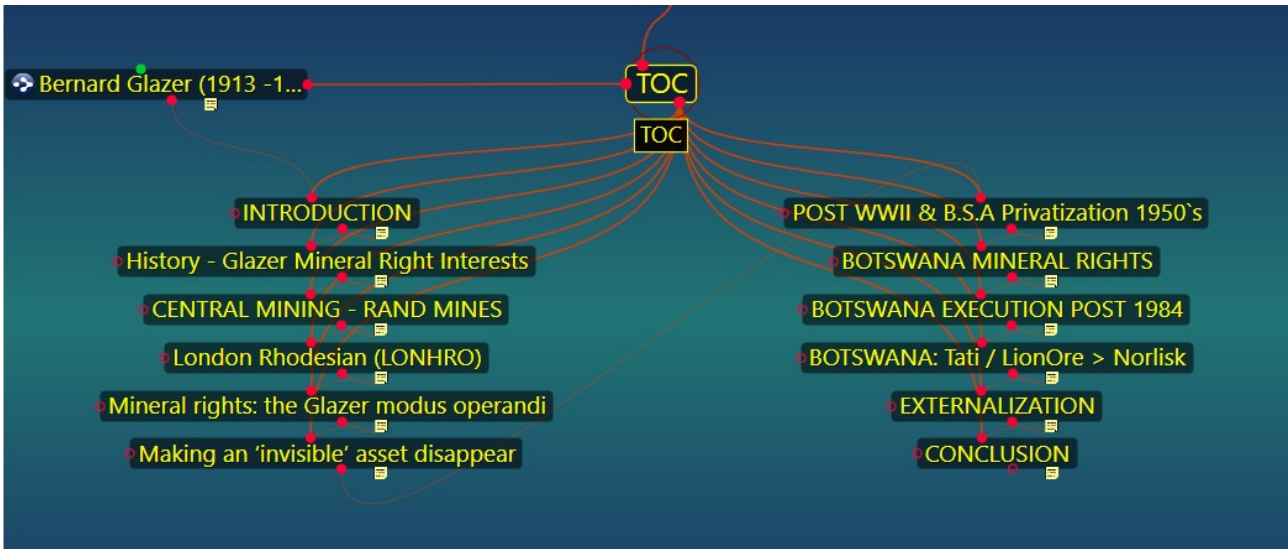 Bernard Glazer (1913 -1...
TOC
TOC
INTRODUCTION
History - Glazer Mineral Right Interests
CENTRAL MINING - RAND MINES
London Rhodesian (LONHRO)
Mineral rights: the Glazer modus operandi
Making an ‘invisible’ asset disappear
POST WWII & B.S.A Privatization 1950`s
BOTSWANA MINERAL RIGHTS
BOTSWANA EXECUTION POST 1984
BOTSWANA: Tati / LionOre > Norlisk
EXTERNALIZATION
CONCLUSION